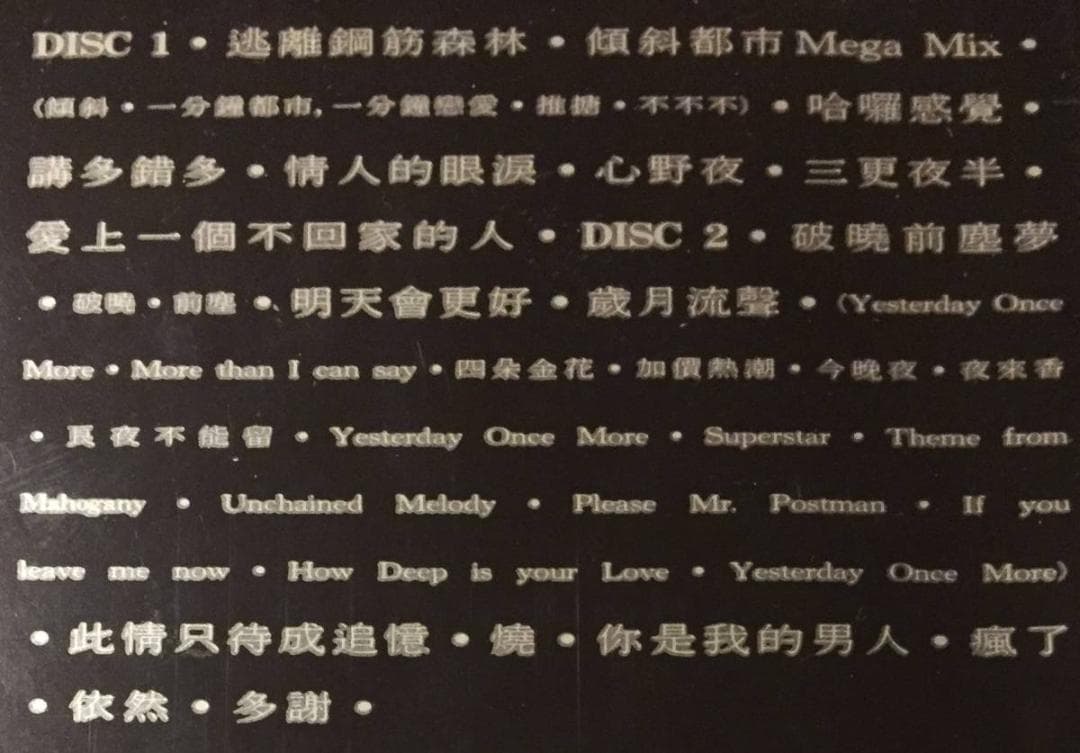 DISC 1 • 逃離鋼筋森林 • 傾斜都市 Mega Mix •
(傾斜 • 一分鐘都市, 一分鐘戀愛 • 推搪 • 不不不) • 哈囉感覺 •
講多錯多 • 情人的眼淚 • 心野夜 • 三更夜半 •
愛上一個不回家的人 • DISC 2 • 破曉前塵夢
• 破曉 • 前塵 • 明天會更好 • 歲月流聲 • (Yesterday Once
More • More than I can say • 四朵金花 • 加價熱潮 • 今晚夜 • 夜來香
• 良夜不能留 • Yesterday Once More • Superstar • Theme from
Mahogany • Unchained Melody • Please Mr. Postman • If you
leave me now • How Deep is your Love • Yesterday Once More)
• 此情只待成追憶 • 燒 • 你是我的男人 • 瘋了
• 依然 • 多謝 •